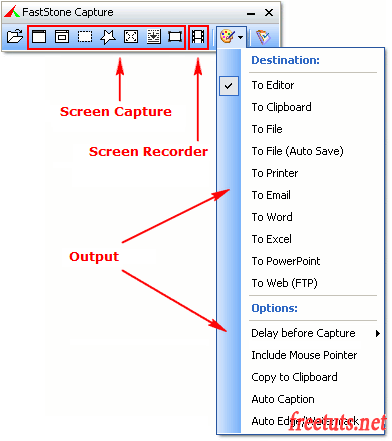 FastStone Capture
Destination:
To Editor
To Clipboard
To File
To File (Auto Save)
To Printer
To Email
To Word
To Excel
To PowerPoint
To Web (FTP)
Options:
Delay before Capture
Include Mouse Pointer
Copy to Clipboard
Auto Caption
Auto Edge/Watermark
Screen Capture
Screen Recorder
Output
freetuts.net